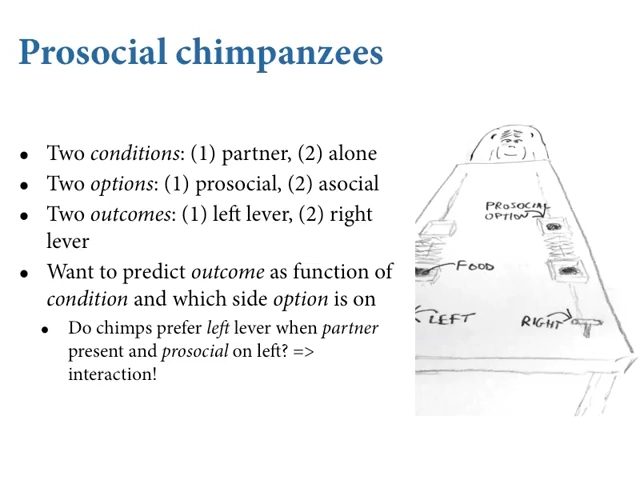 Prosocial chimpanzees
• Two conditions: (1) partner, (2) alone
• Two options: (1) prosocial, (2) asocial
• Two outcomes: (1) left lever, (2) right
lever
• Want to predict outcome as function of
condition and which side option is on
• Do chimps prefer left lever when partner
present and prosocial on left? =>
interaction!
PROSOCIAL
OPTION
FOOD
LEFT
RIGHT